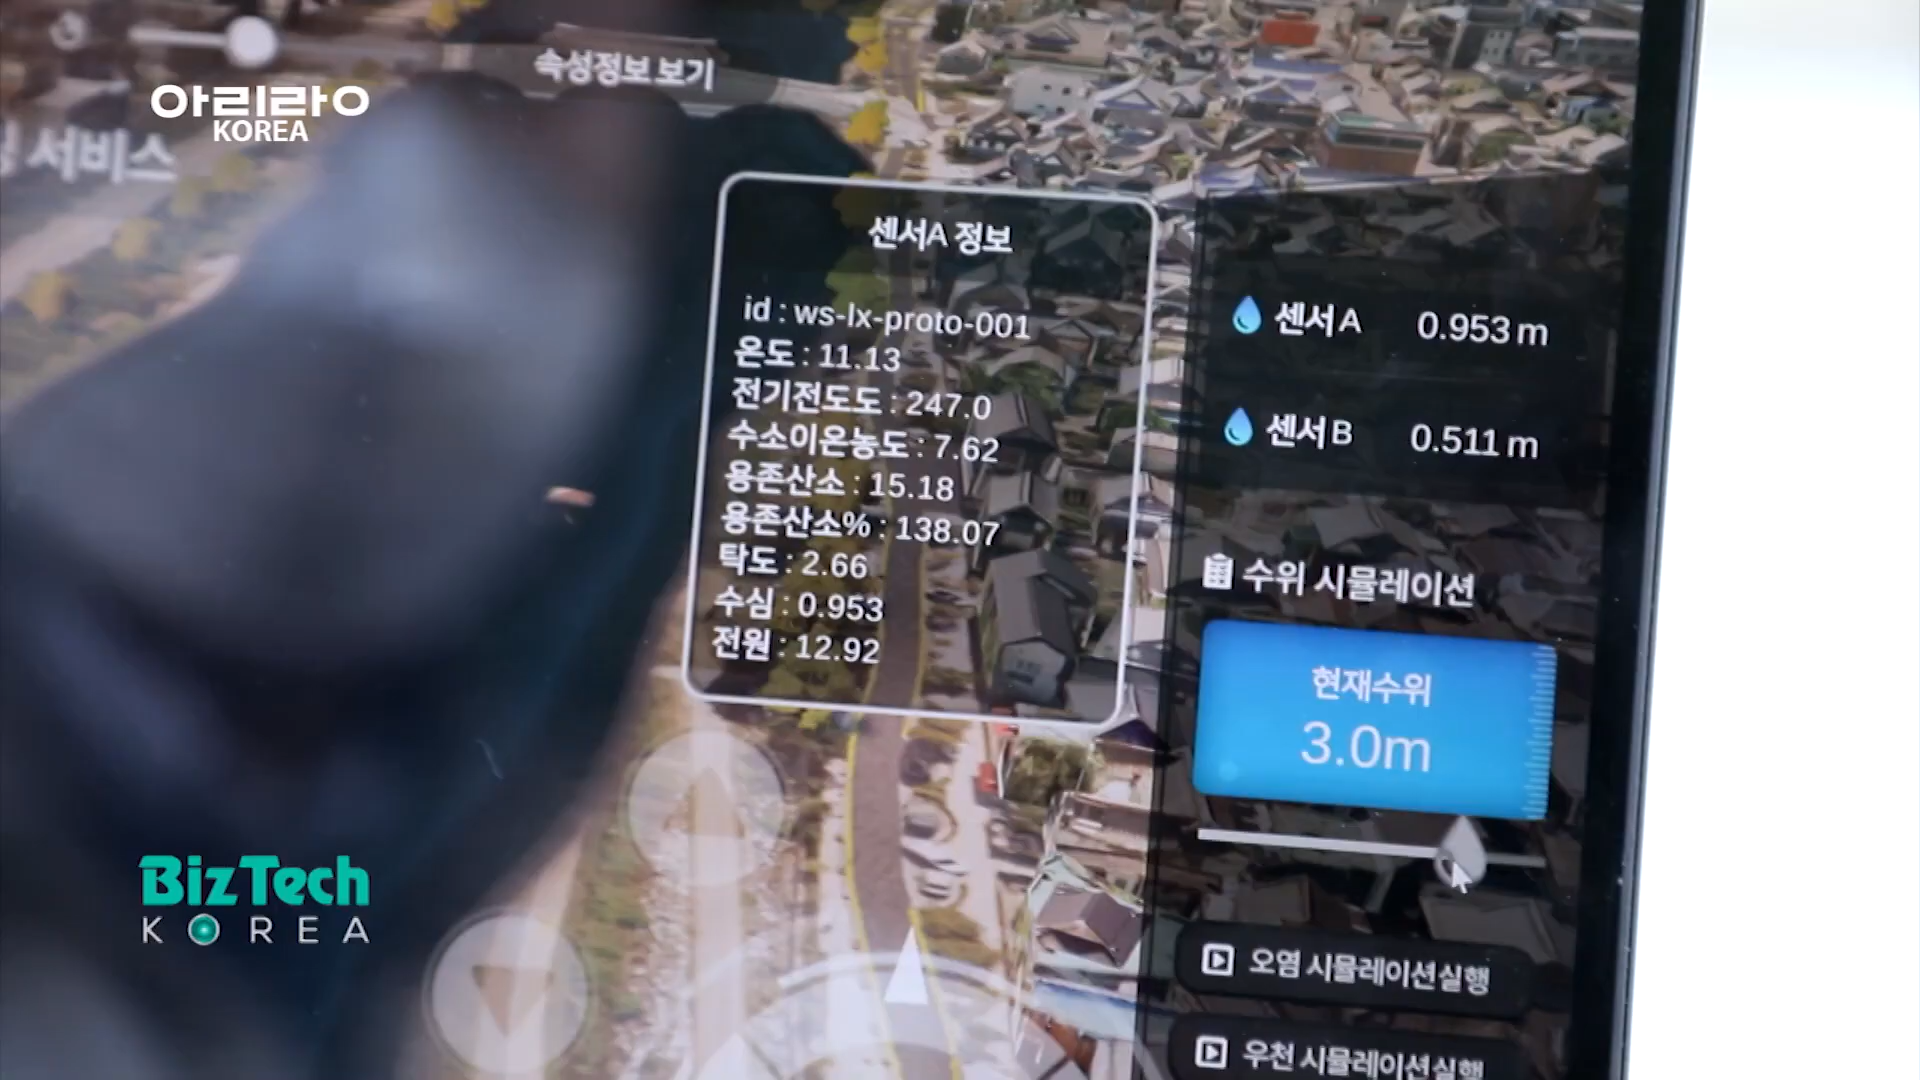 속성정보 보기
아리랑
KOREA
서비스
센서A 정보
id : ws-lx-proto-001
온도 : 11.13
전기전도도 : 247.0
수소이온농도 : 7.62
용존산소 : 15.18
용존산소% : 138.07
탁도 : 2.66
수심 : 0.953
전원 : 12.92
센서A 0.953 m
센서B 0.511 m
수위 시뮬레이션
현재수위
3.0m
오염 시뮬레이션실행
우천 시뮬레이션실행
BizTech
KOREA